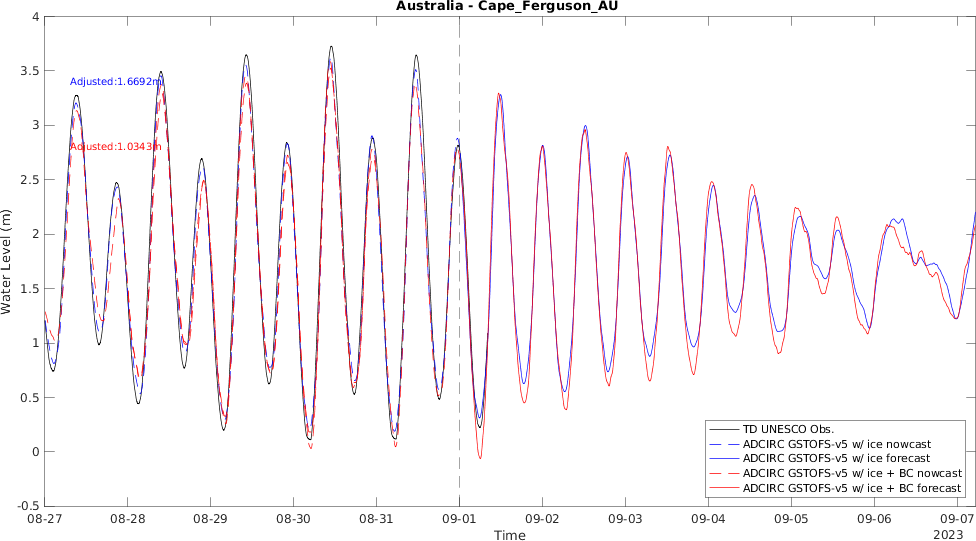 Australia - Cape_Ferguson_AU
4
3.5
3
2.5
2
1.5
1
0.5
0
-0.5
Water Level (m)
Adjusted:1.6692m
Adjusted:1.0343m
TD UNESCO Obs.
ADCIRC GSTOFS-v5 w/ ice nowcast
ADCIRC GSTOFS-v5 w/ ice forecast
ADCIRC GSTOFS-v5 w/ ice + BC nowcast
ADCIRC GSTOFS-v5 w/ ice + BC forecast
08-27 08-28 08-29 08-30 08-31 09-01 09-02 09-03 09-04 09-05 09-06 09-07
Time
2023